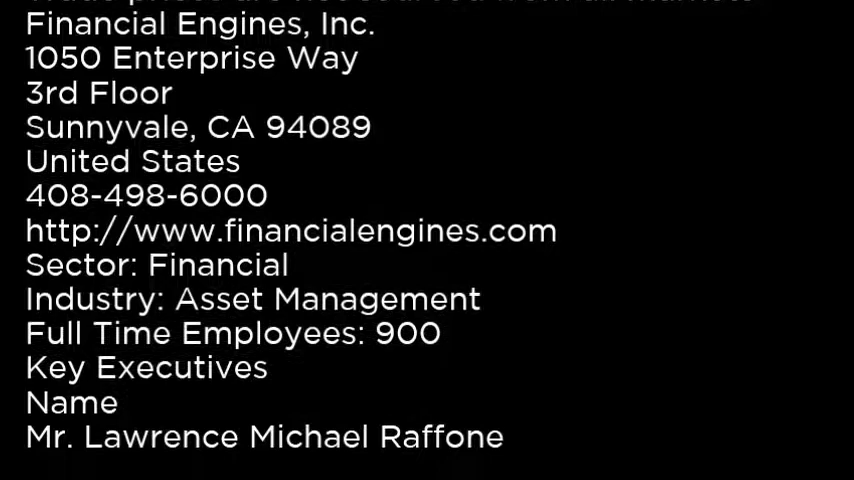 Financial Engines, Inc.
1050 Enterprise Way
3rd Floor
Sunnyvale, CA 94089
United States
408-498-6000
http://www.financialengines.com
Sector: Financial
Industry: Asset Management
Full Time Employees: 900
Key Executives
Name
Mr. Lawrence Michael Raffone